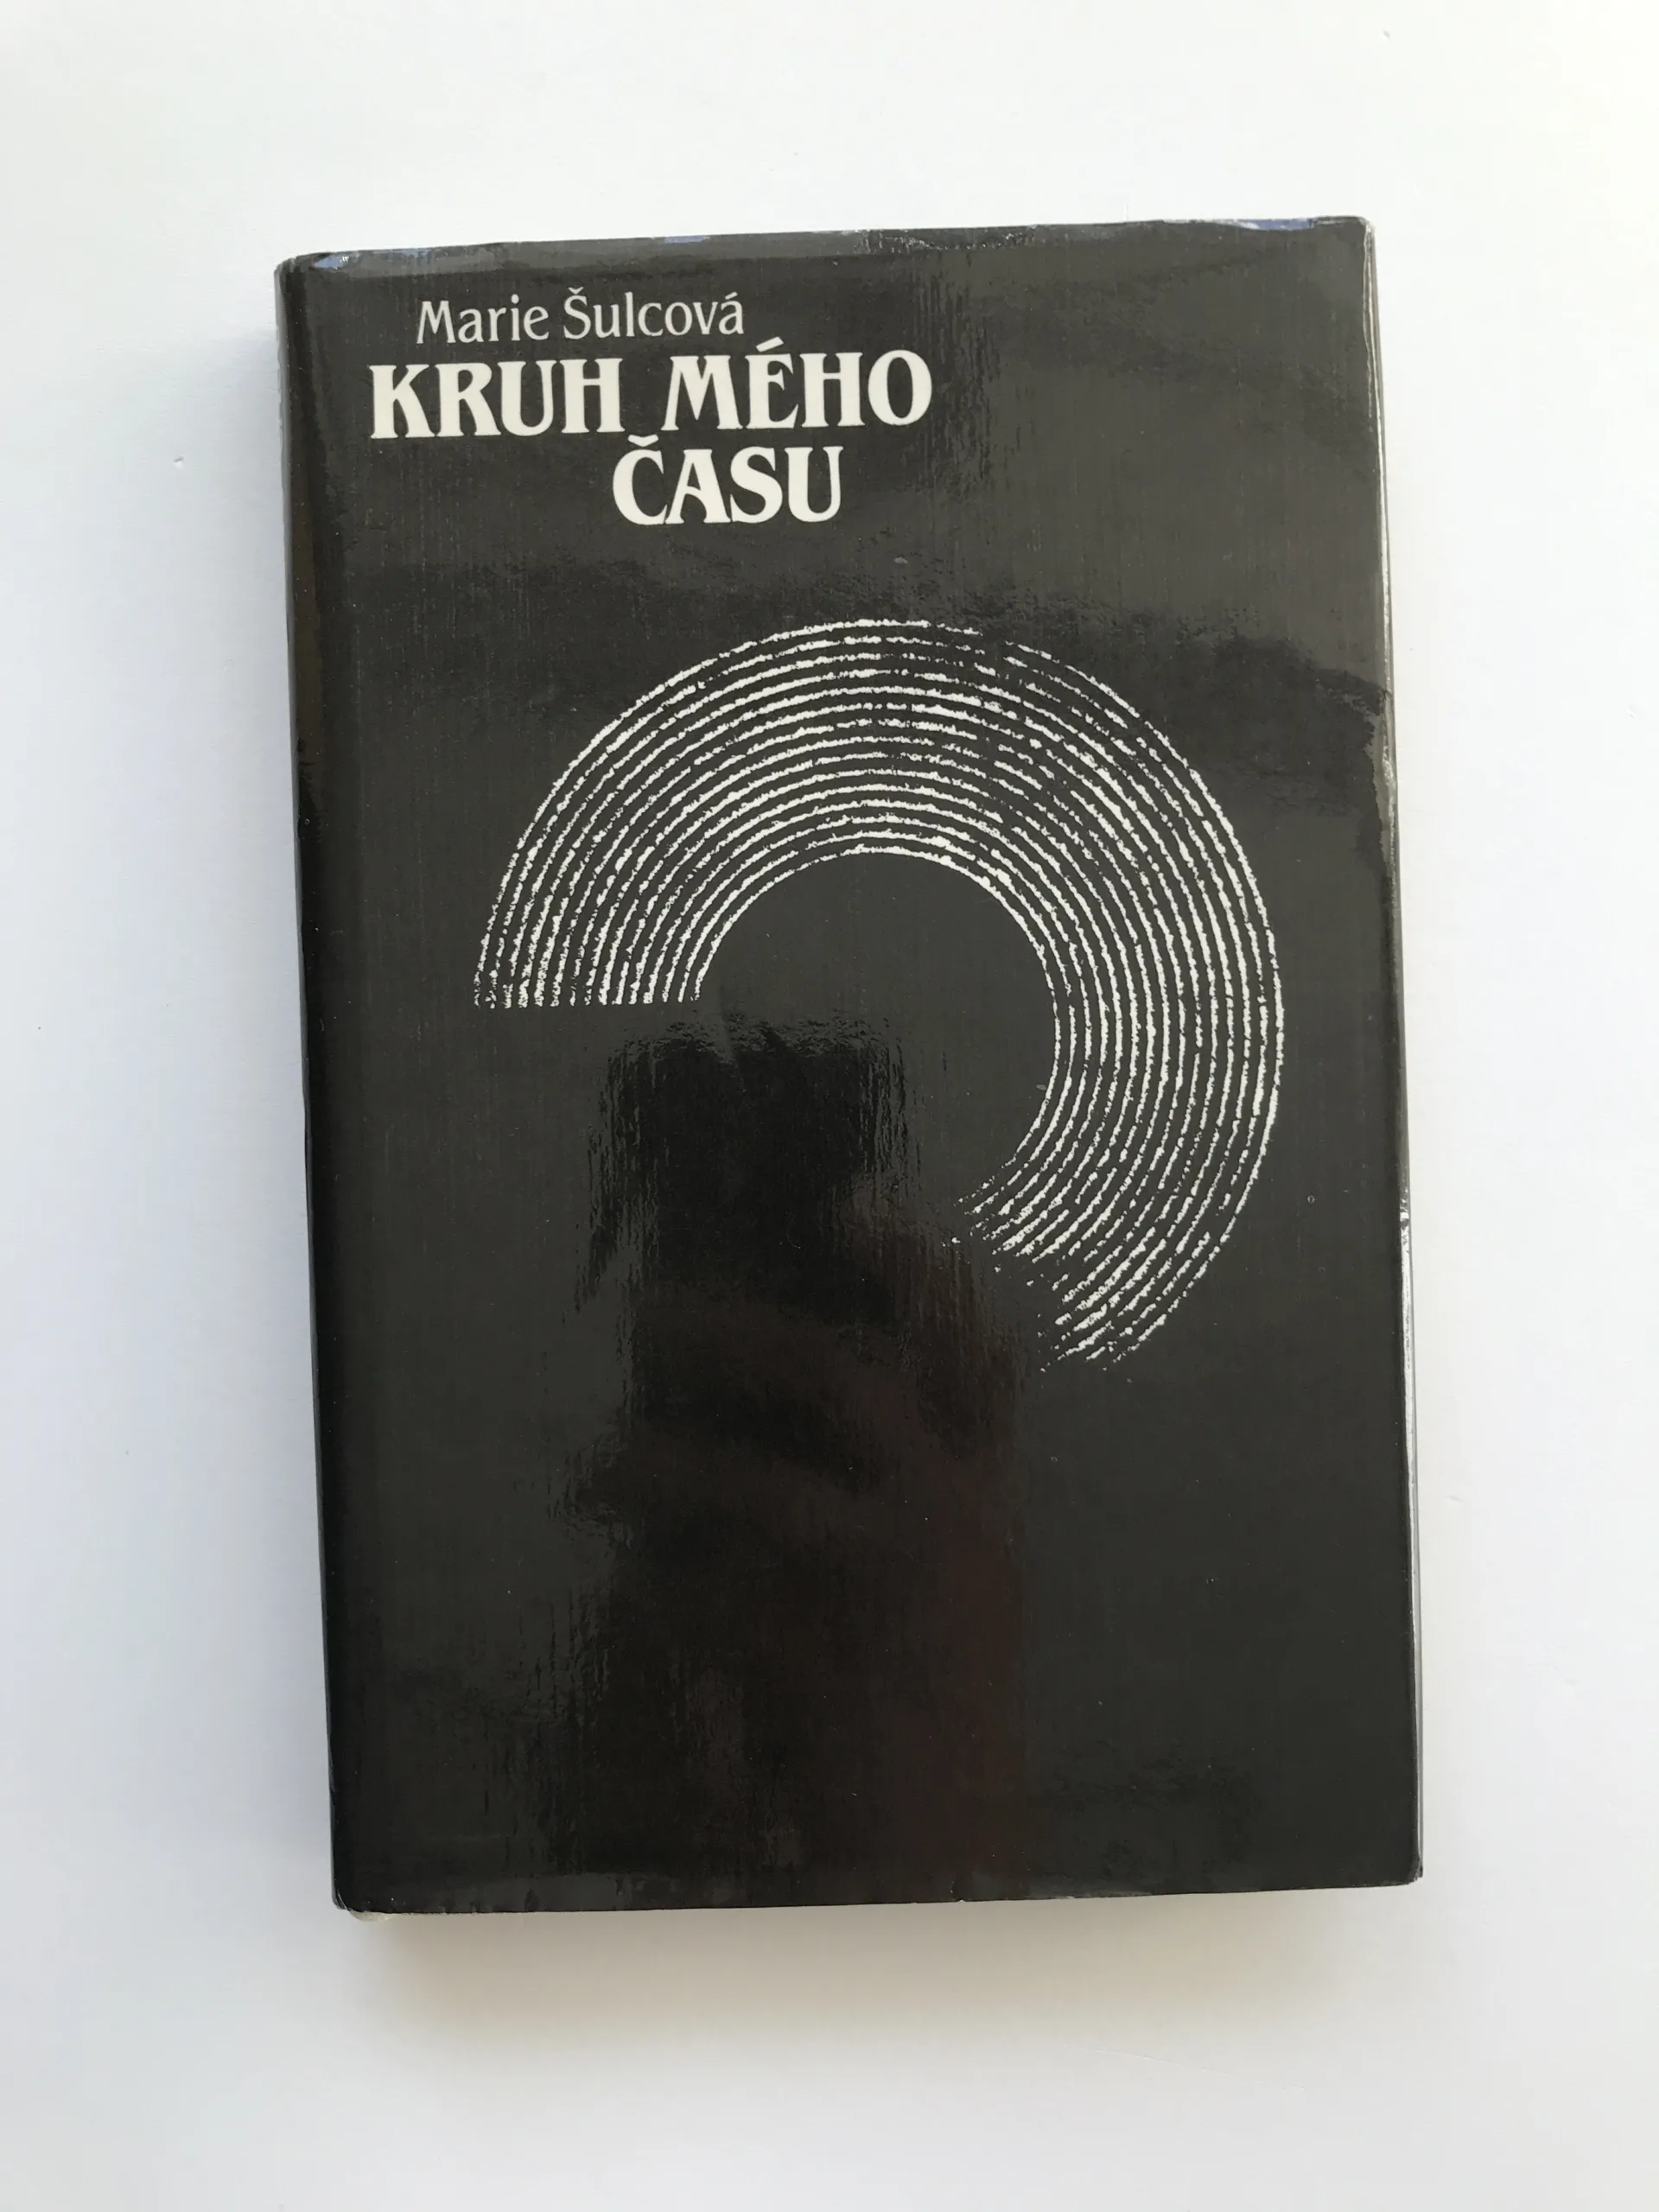 Marie Šulcová
KRUH MÉHO
ČASU